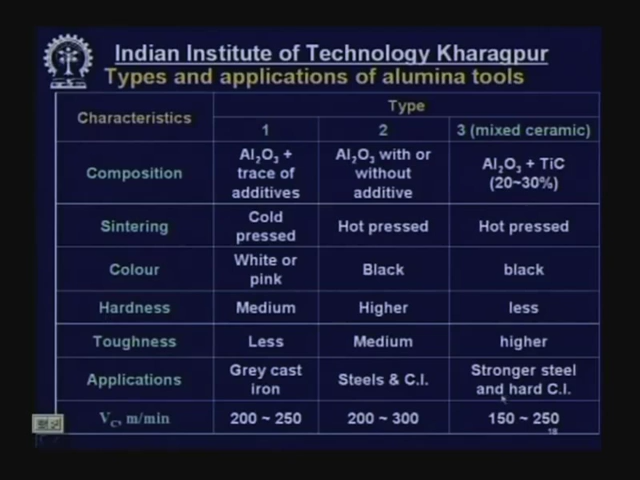 Indian Institute of Technology Kharagpur
Types and applications of alumina tools
Characteristics
Type
1
2
3 (mixed ceramic)
Composition
Al2O3 +
trace of
additives
Al2O3 with or
without
additive
Al2O3 + TiC
(20~30%)
Sintering
Cold
pressed
Hot pressed
Hot pressed
Colour
White or
pink
Black
black
Hardness
Medium
Higher
less
Toughness
Less
Medium
higher
Applications
Grey cast
iron
Steels & C.I.
Stronger steel
and hard C.I.
VC, m/min
200 ~ 250
200 ~ 300
150 ~ 250